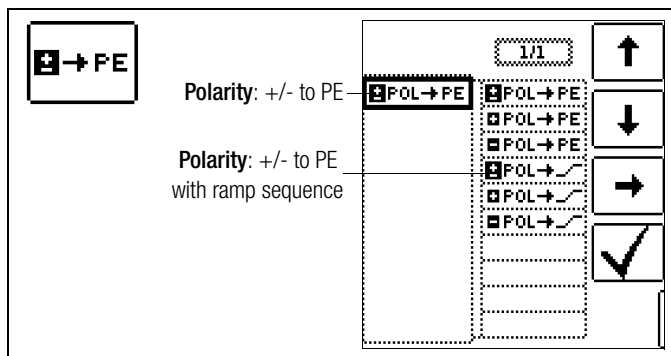 ±→PE
1/1
Polarity: +/- to PE
±POL→PE
±POL→PE
+POL→PE
-POL→PE
Polarity: +/- to PE
with ramp sequence
±POL→
+POL→
-POL→